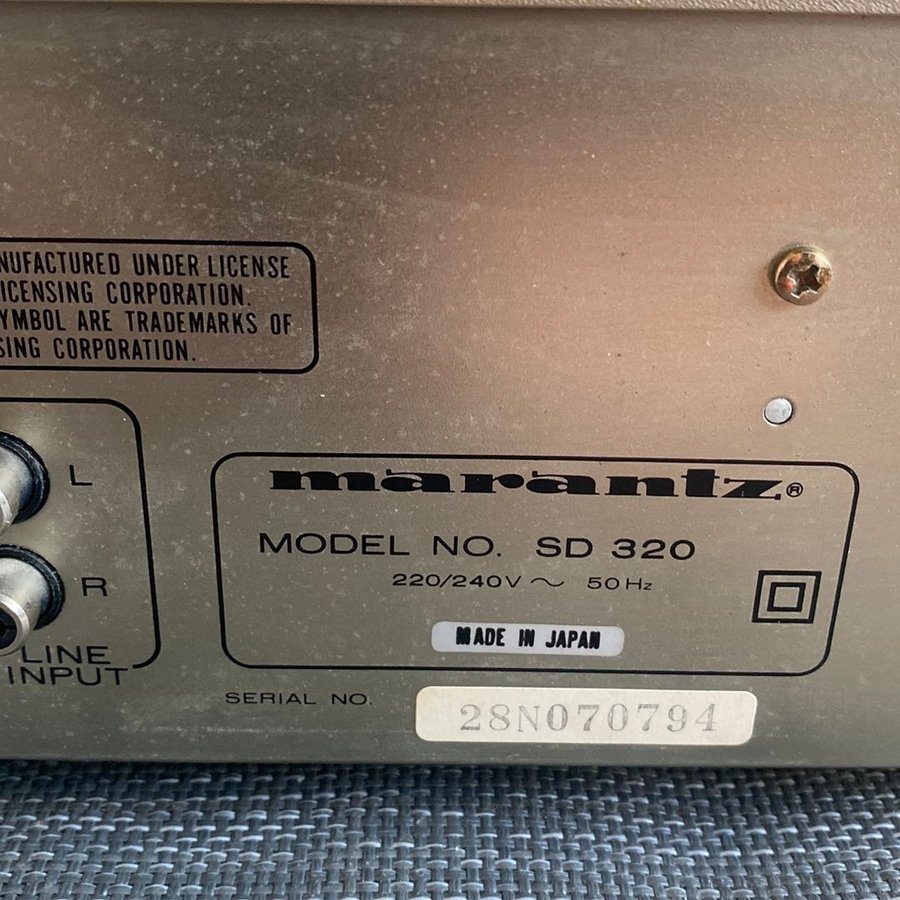 NUFACTURED UNDER LICENSE
ICENSING CORPORATION.
YMBOL ARE TRADEMARKS OF
SING CORPORATION.
L
R
LINE
INPUT
marantz®
MODEL NO. SD 320
220/240V ~ 50Hz
MADE IN JAPAN
SERIAL NO. 28N070794